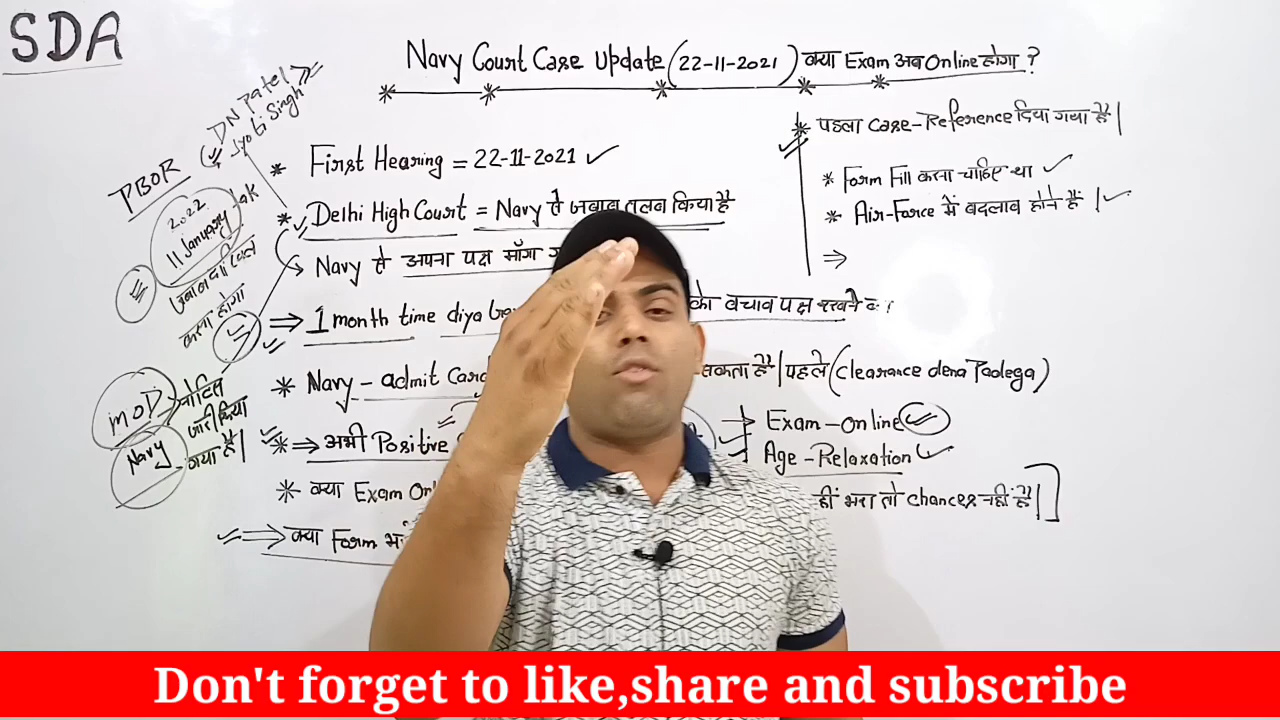 SDA
Navy Court Case Update (22-11-2021) क्या Exam अब Online होगा ?
DN Patel
Jyoti Singh
PBOR
2022
11 January तक
जवाब दाखिल
करना होगा
First Hearing = 22-11-2021
Delhi High Court = Navy से जवाब तलब किया है
Navy से अपना पक्ष माँगा
1 month time diya
को बचाव पक्ष रखने
Navy - admit Card
सकता है | पहले (clearance dena Padega)
MOD
Navy
नोटिस
जारी किया
गया है |
अभी Positive
Exam-Online
Age-Relaxation
क्या Exam
नहीं भरा तो chances नहीं है |
क्या Form
पहला Case-Reference दिया गया है |
Form Fill करना चाहिए था
Air-Force में बदलाव होने है |
Don't forget to like,share and subscribe